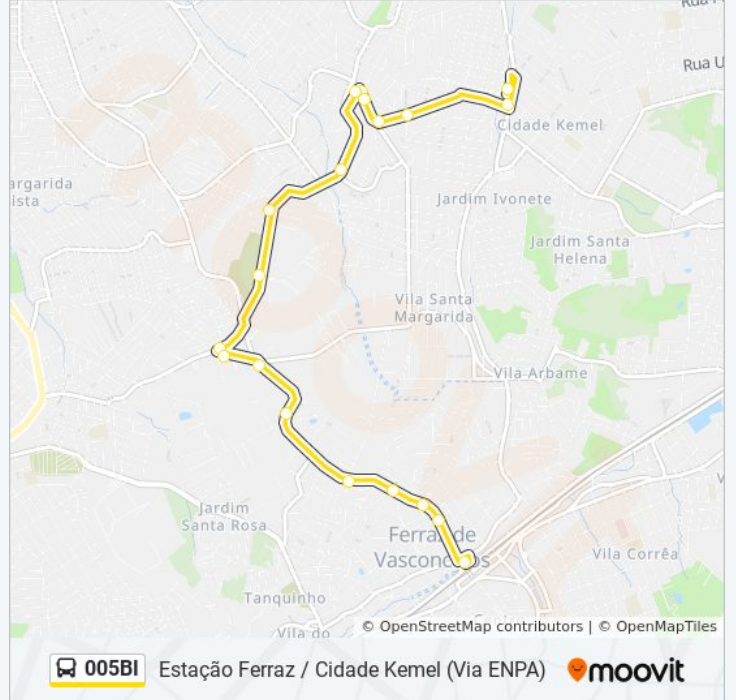 Rua U
Cidade Kemel
argarida
ista
Jardim Ivonete
Jardim Santa
Helena
Vila Santa
Margarida
Vila Arbame
Jardim
Santa Rosa
Ferraz de
Vasconcelos
Vila Corrêa
Tanquinho
Vila do
© OpenStreetMap contributors | © OpenMapTiles
005BI Estação Ferraz / Cidade Kemel (Via ENPA) moovit